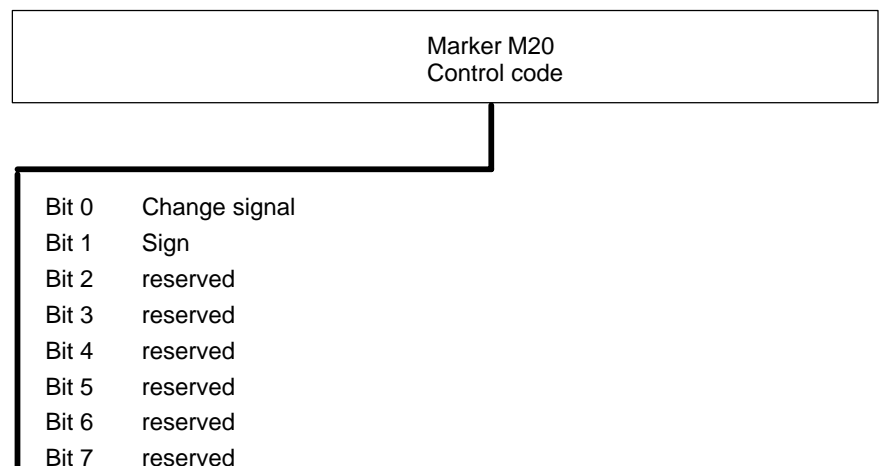 Marker M20
Control code
Bit 0 Change signal
Bit 1 Sign
Bit 2 reserved
Bit 3 reserved
Bit 4 reserved
Bit 5 reserved
Bit 6 reserved
Bit 7 reserved